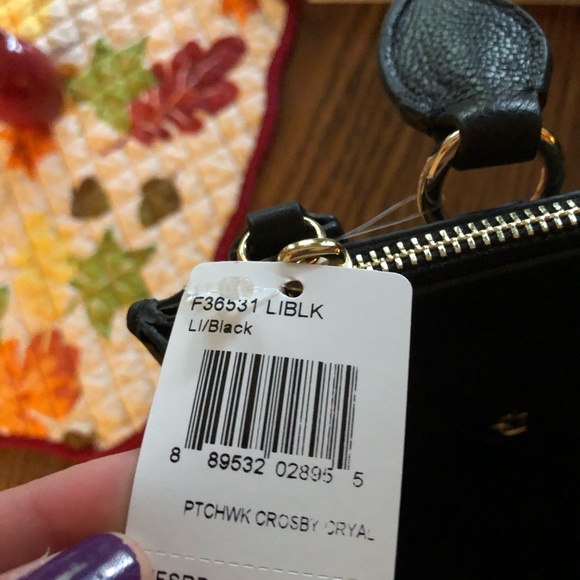 F36531 LIBLK
LI/Black
8 89532 02895 5
PTCHWK CROSBY CRYAL